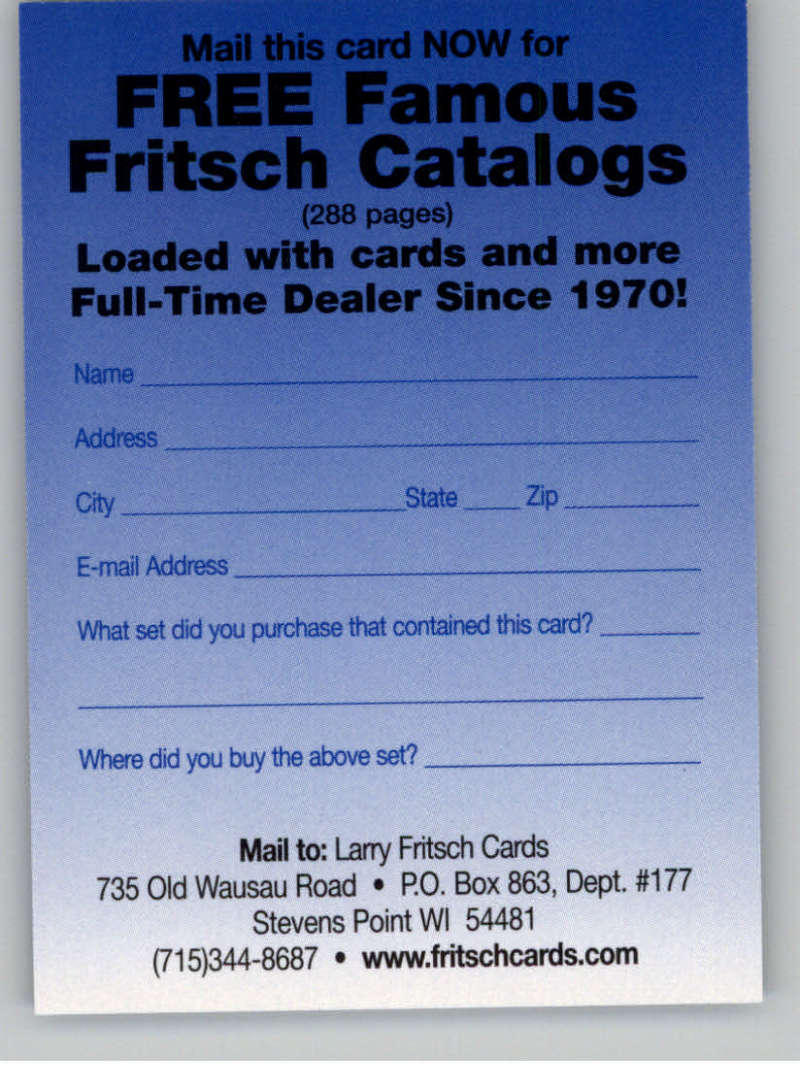 Mail this card NOW for
FREE Famous
Fritsch Catalogs
(288 pages)
Loaded with cards and more
Full-Time Dealer Since 1970!
Name
Address
City State Zip
E-mail Address
What set did you purchase that contained this card?
Where did you buy the above set?
Mail to: Larry Fritsch Cards
735 Old Wausau Road • P.O. Box 863, Dept. #177
Stevens Point WI 54481
(715)344-8687 • www.fritschcards.com